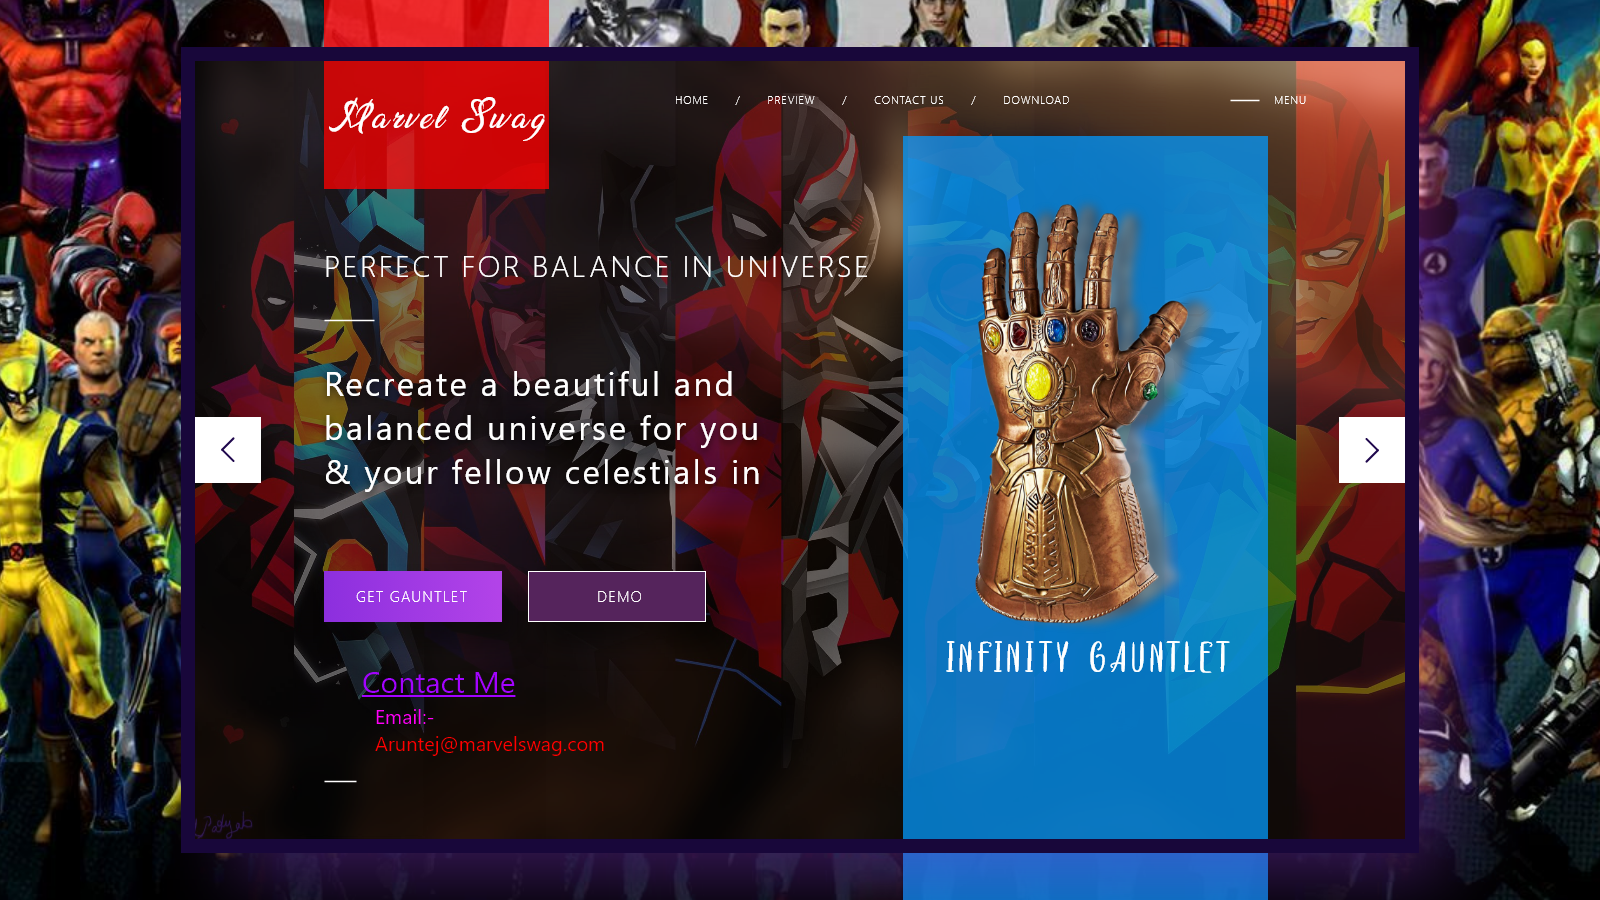 Marvel Swag
HOME / PREVIEW / CONTACT US / DOWNLOAD
MENU
PERFECT FOR BALANCE IN UNIVERSE
Recreate a beautiful and
balanced universe for you
& your fellow celestials in
GET GAUNTLET
DEMO
INFINITY GAUNTLET
Contact Me
Email:-
Aruntej@marvelswag.com